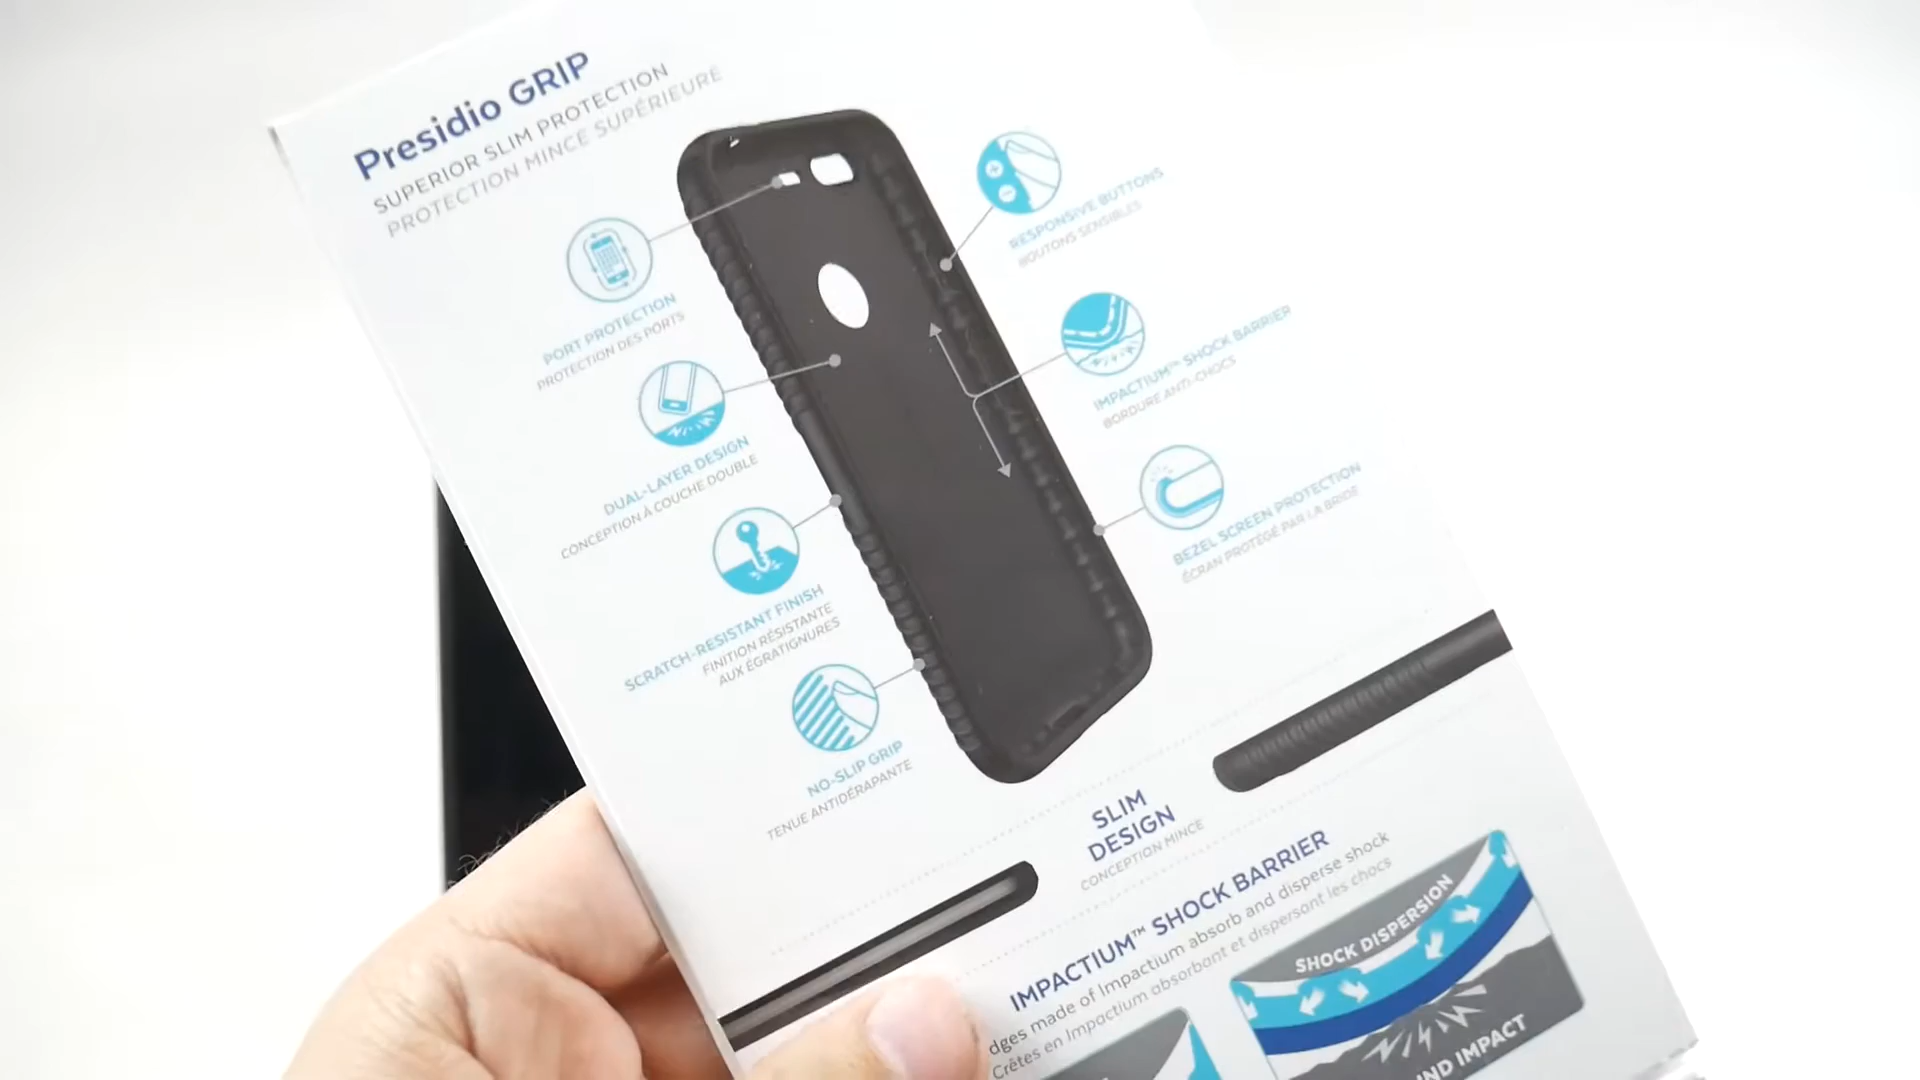 Presidio GRIP
SUPERIOR SLIM PROTECTION
PROTECTION MINCE SUPÉRIEURE
PORT PROTECTION
PROTECTION DES PORTS
DUAL-LAYER DESIGN
CONCEPTION À COUCHE DOUBLE
SCRATCH-RESISTANT FINISH
FINITION RÉSISTANTE
AUX ÉGRATIGNURES
NO-SLIP GRIP
TENUE ANTIDÉRAPANTE
RESPONSIVE BUTTONS
BOUTONS SENSIBLES
IMPACTIUM™ SHOCK BARRIER
BORDURE ANTI-CHOCS
BEZEL SCREEN PROTECTION
ÉCRAN PROTÉGÉ PAR LA BRIDE
SLIM
DESIGN
CONCEPTION MINCE
IMPACTIUM™ SHOCK BARRIER
dges made of Impactium absorb and disperse shock
Crêtes en Impactium absorbant et dispersant les chocs
SHOCK DISPERSION
ND IMPACT